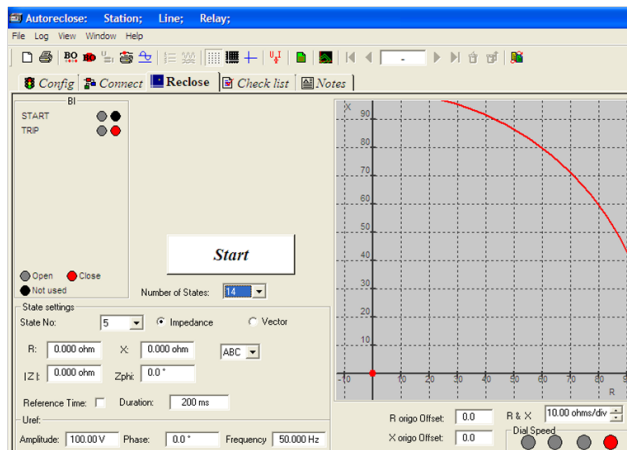 Autoreclose: Station; Line; Relay;
File Log View Window Help
BO
U-I
-
Config Connect Reclose Check list Notes
BI
START
TRIP
Open Close
Not used
Start
Number of States: 14
State settings
State No: 5 Impedance Vector
R: 0.000 ohm X: 0.000 ohm ABC
|Z|: 0.000 ohm Zphi: 0.0 °
Reference Time: Duration: 200 ms
Uref:
Amplitude: 100.00 V Phase: 0.0 ° Frequency 50.000 Hz
X
90
80
70
60
50
40
30
20
10
-10 0 10 20 30 40 50 60 70 80 9
R
R origo Offset: 0.0 R & X 10.00 ohms/div
X origo Offset: 0.0 Dial Speed